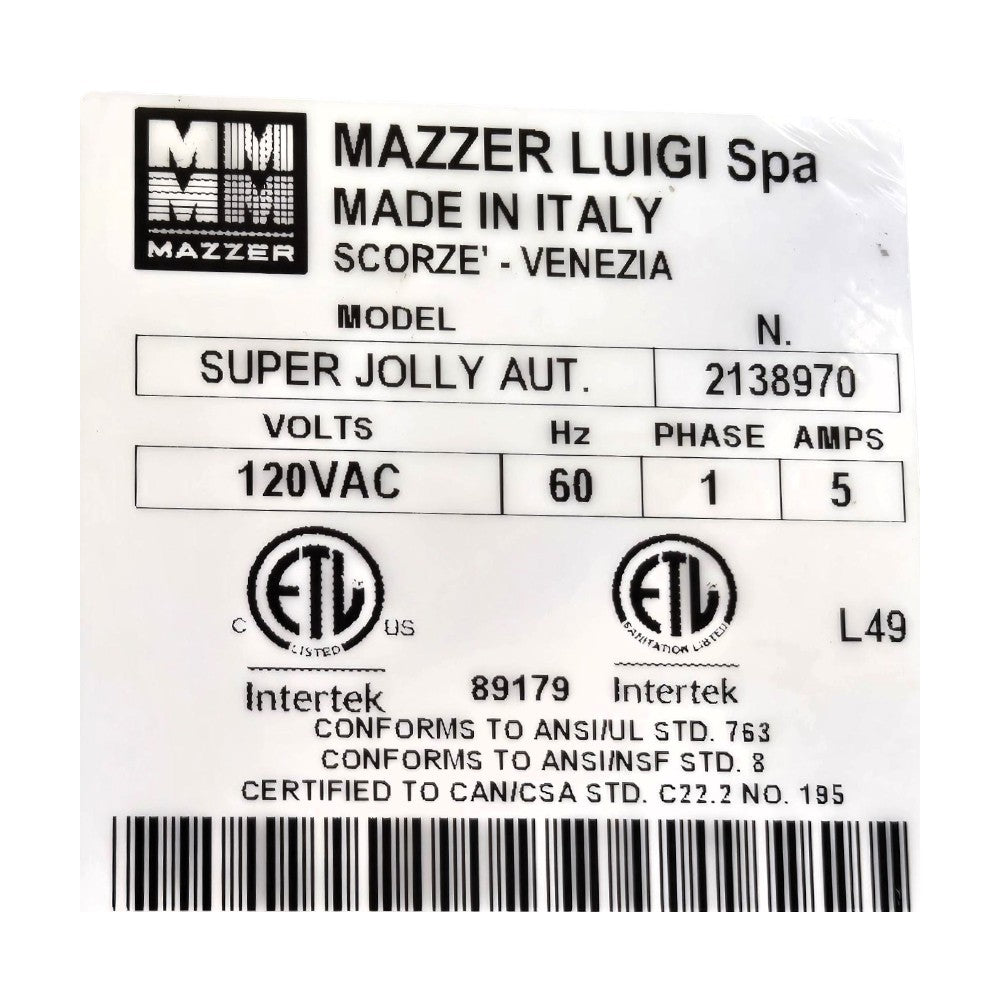 MAZZER
MAZZER LUIGI Spa
MADE IN ITALY
SCORZE' - VENEZIA
MODEL N.
SUPER JOLLY AUT. 2138970
VOLTS Hz PHASE AMPS
120VAC 60 1 5
ETL ETL
C US L49
LISTED SANITATION LISTED
Intertek 89179 Intertek
CONFORMS TO ANSI/UL STD. 763
CONFORMS TO ANSI/NSF STD. 8
CERTIFIED TO CAN/CSA STD. C22.2 NO. 195